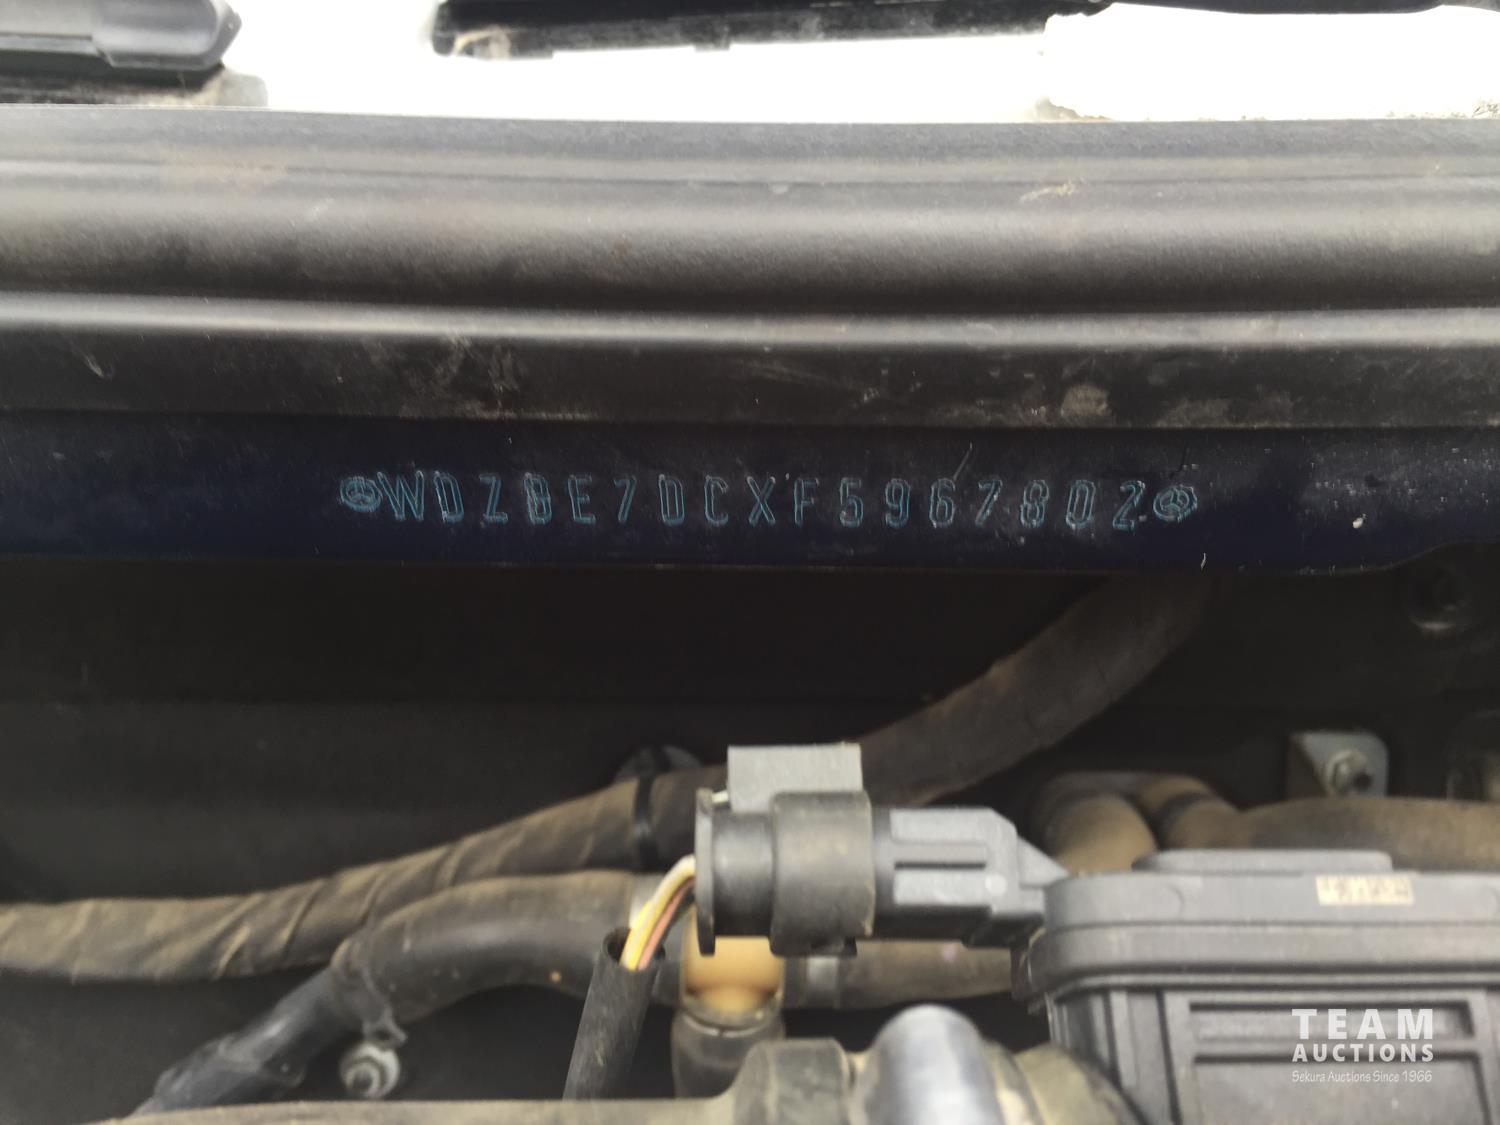 WDZBE7DCXF5967802
TEAM
AUCTIONS
Sekura Auctions Since 1966